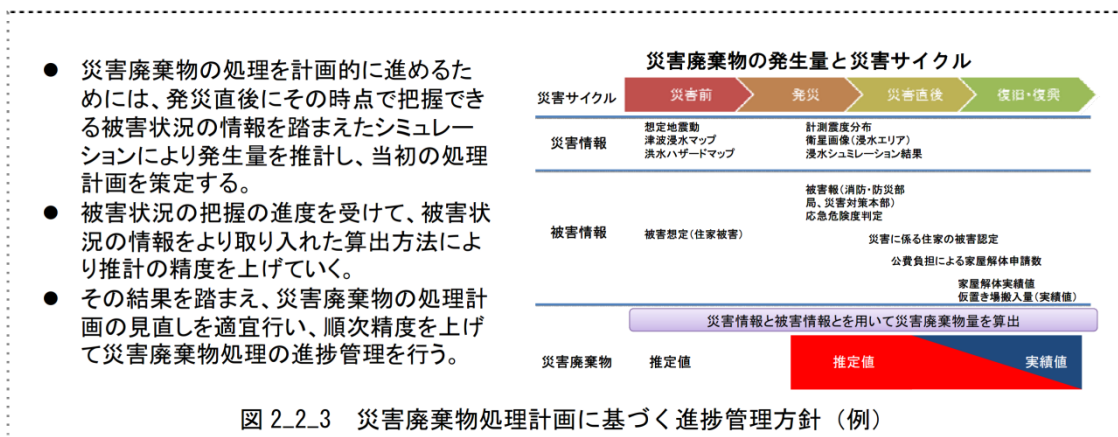 ● 災害廃棄物の処理を計画的に進めるた
めには、発災直後にその時点で把握でき
る被害状況の情報を踏まえたシミュレー
ションにより発生量を推計し、当初の処理
計画を策定する。
● 被害状況の把握の進度を受けて、被害状
況の情報をより取り入れた算出方法によ
り推計の精度を上げていく。
● その結果を踏まえ、災害廃棄物の処理計
画の見直しを適宜行い、順次精度を上げ
て災害廃棄物処理の進捗管理を行う。
災害廃棄物の発生量と災害サイクル
災害サイクル 災害前 発災 災害直後 復旧・復興
災害情報
想定地震動
津波浸水マップ
洪水ハザードマップ
計測震度分布
衛星画像(浸水エリア)
浸水シュミレーション結果
被害情報
被害想定(住家被害)
被害報(消防・防災部
局、災害対策本部)
応急危険度判定
災害に係る住家の被害認定
公費負担による家屋解体申請数
家屋解体実績値
仮置き場搬入量(実績値)
災害情報と被害情報とを用いて災害廃棄物量を算出
災害廃棄物 推定値 推定値 実績値
図 2_2_3 災害廃棄物処理計画に基づく進捗管理方針（例）